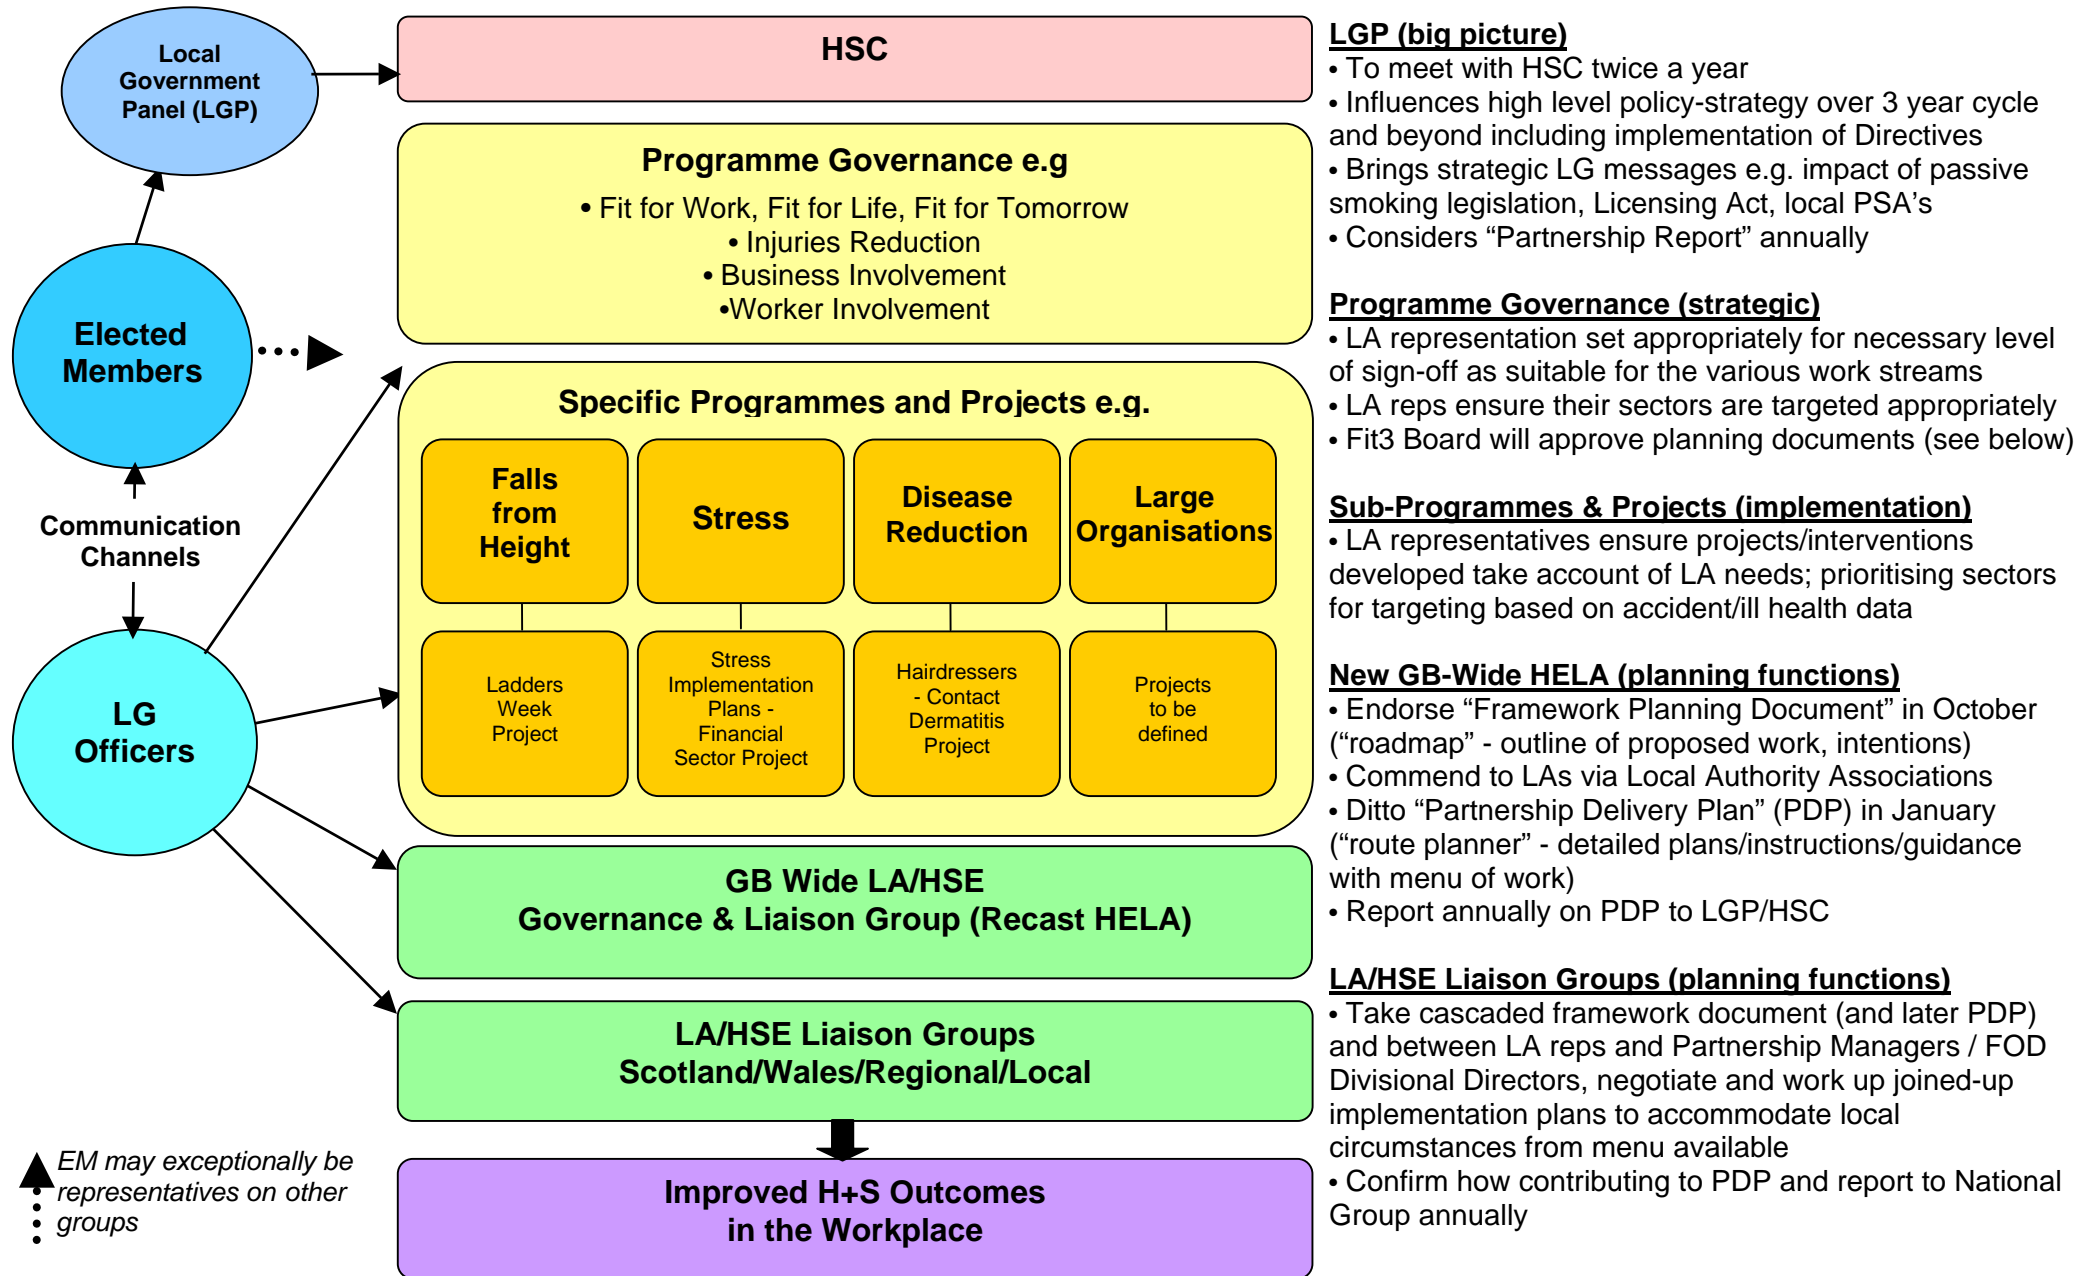 Local
Government
Panel (LGP)
Elected
Members
Communication
Channels
LG
Officers
EM may exceptionally be
representatives on other
groups
HSC
Programme Governance e.g
• Fit for Work, Fit for Life, Fit for Tomorrow
• Injuries Reduction
• Business Involvement
•Worker Involvement
Specific Programmes and Projects e.g.
Falls
from
Height
Stress
Disease
Reduction
Large
Organisations
Ladders
Week
Project
Stress
Implementation
Plans -
Financial
Sector Project
Hairdressers
- Contact
Dermatitis
Project
Projects
to be
defined
GB Wide LA/HSE
Governance & Liaison Group (Recast HELA)
LA/HSE Liaison Groups
Scotland/Wales/Regional/Local
Improved H+S Outcomes
in the Workplace
LGP (big picture)
• To meet with HSC twice a year
• Influences high level policy-strategy over 3 year cycle
and beyond including implementation of Directives
• Brings strategic LG messages e.g. impact of passive
smoking legislation, Licensing Act, local PSA's
• Considers “Partnership Report” annually
Programme Governance (strategic)
• LA representation set appropriately for necessary level
of sign-off as suitable for the various work streams
• LA reps ensure their sectors are targeted appropriately
• Fit3 Board will approve planning documents (see below)
Sub-Programmes & Projects (implementation)
• LA representatives ensure projects/interventions
developed take account of LA needs; prioritising sectors
for targeting based on accident/ill health data
New GB-Wide HELA (planning functions)
• Endorse “Framework Planning Document” in October
(“roadmap” - outline of proposed work, intentions)
• Commend to LAs via Local Authority Associations
• Ditto “Partnership Delivery Plan” (PDP) in January
(“route planner” - detailed plans/instructions/guidance
with menu of work)
• Report annually on PDP to LGP/HSC
LA/HSE Liaison Groups (planning functions)
• Take cascaded framework document (and later PDP)
and between LA reps and Partnership Managers / FOD
Divisional Directors, negotiate and work up joined-up
implementation plans to accommodate local
circumstances from menu available
• Confirm how contributing to PDP and report to National
Group annually